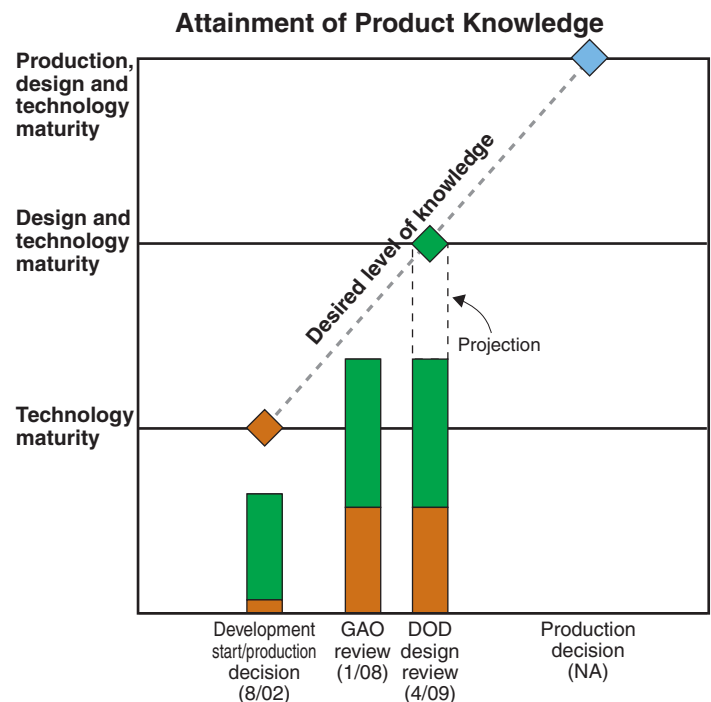 Attainment of Product Knowledge
Production,
design and
technology
maturity
Design and
technology
maturity
Desired level of knowledge
Projection
Technology
maturity
Development
start/production
decision
(8/02)
GAO
review
(1/08)
DOD
design
review
(4/09)
Production
decision
(NA)